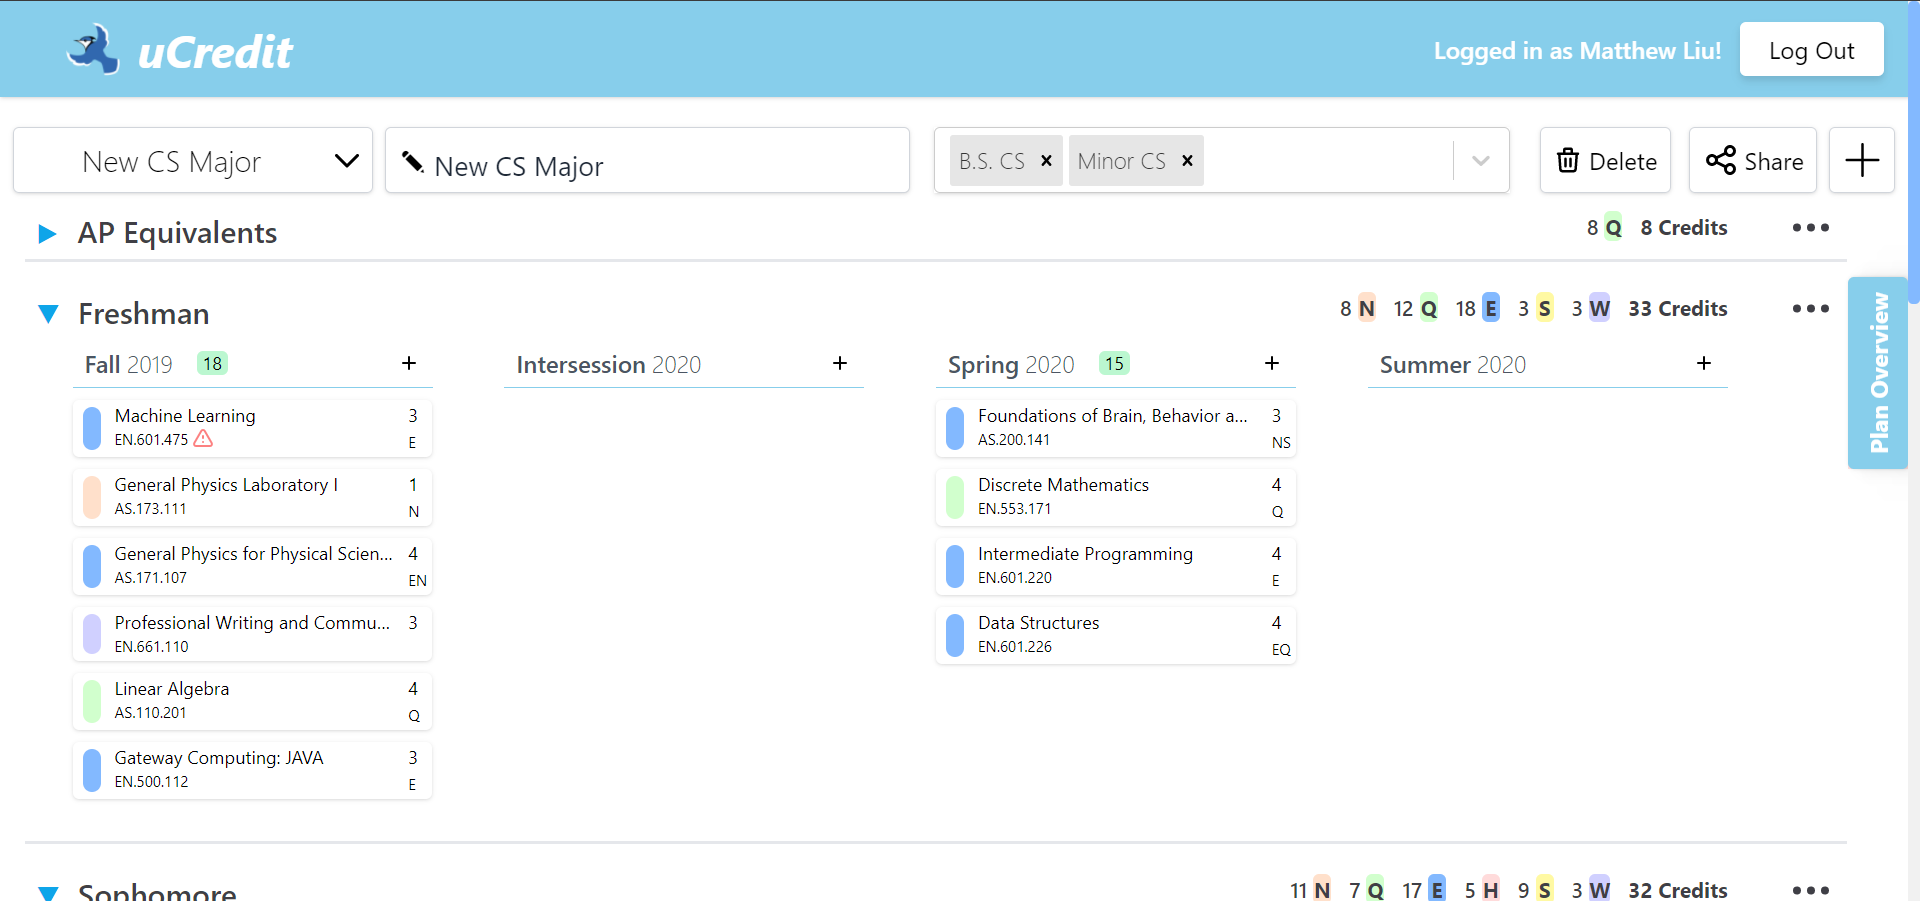 uCredit
Logged in as Matthew Liu!
Log Out
New CS Major
New CS Major
B.S. CS ×
Minor CS ×
Delete
Share
AP Equivalents
8 Q 8 Credits
Freshman
8 N 12 Q 18 E 3 S 3 W 33 Credits
Fall 2019 18 +
Machine Learning 3
EN.601.475 E
General Physics Laboratory I 1
AS.173.111 N
General Physics for Physical Scien... 4
AS.171.107 EN
Professional Writing and Commu... 3
EN.661.110
Linear Algebra 4
AS.110.201 Q
Gateway Computing: JAVA 3
EN.500.112 E
Intersession 2020 +
Spring 2020 15 +
Foundations of Brain, Behavior a... 3
AS.200.141 NS
Discrete Mathematics 4
EN.553.171 Q
Intermediate Programming 4
EN.601.220 E
Data Structures 4
EN.601.226 EQ
Summer 2020 +
Plan Overview
Sophomore
11 N 7 Q 17 E 5 H 9 S 3 W 32 Credits